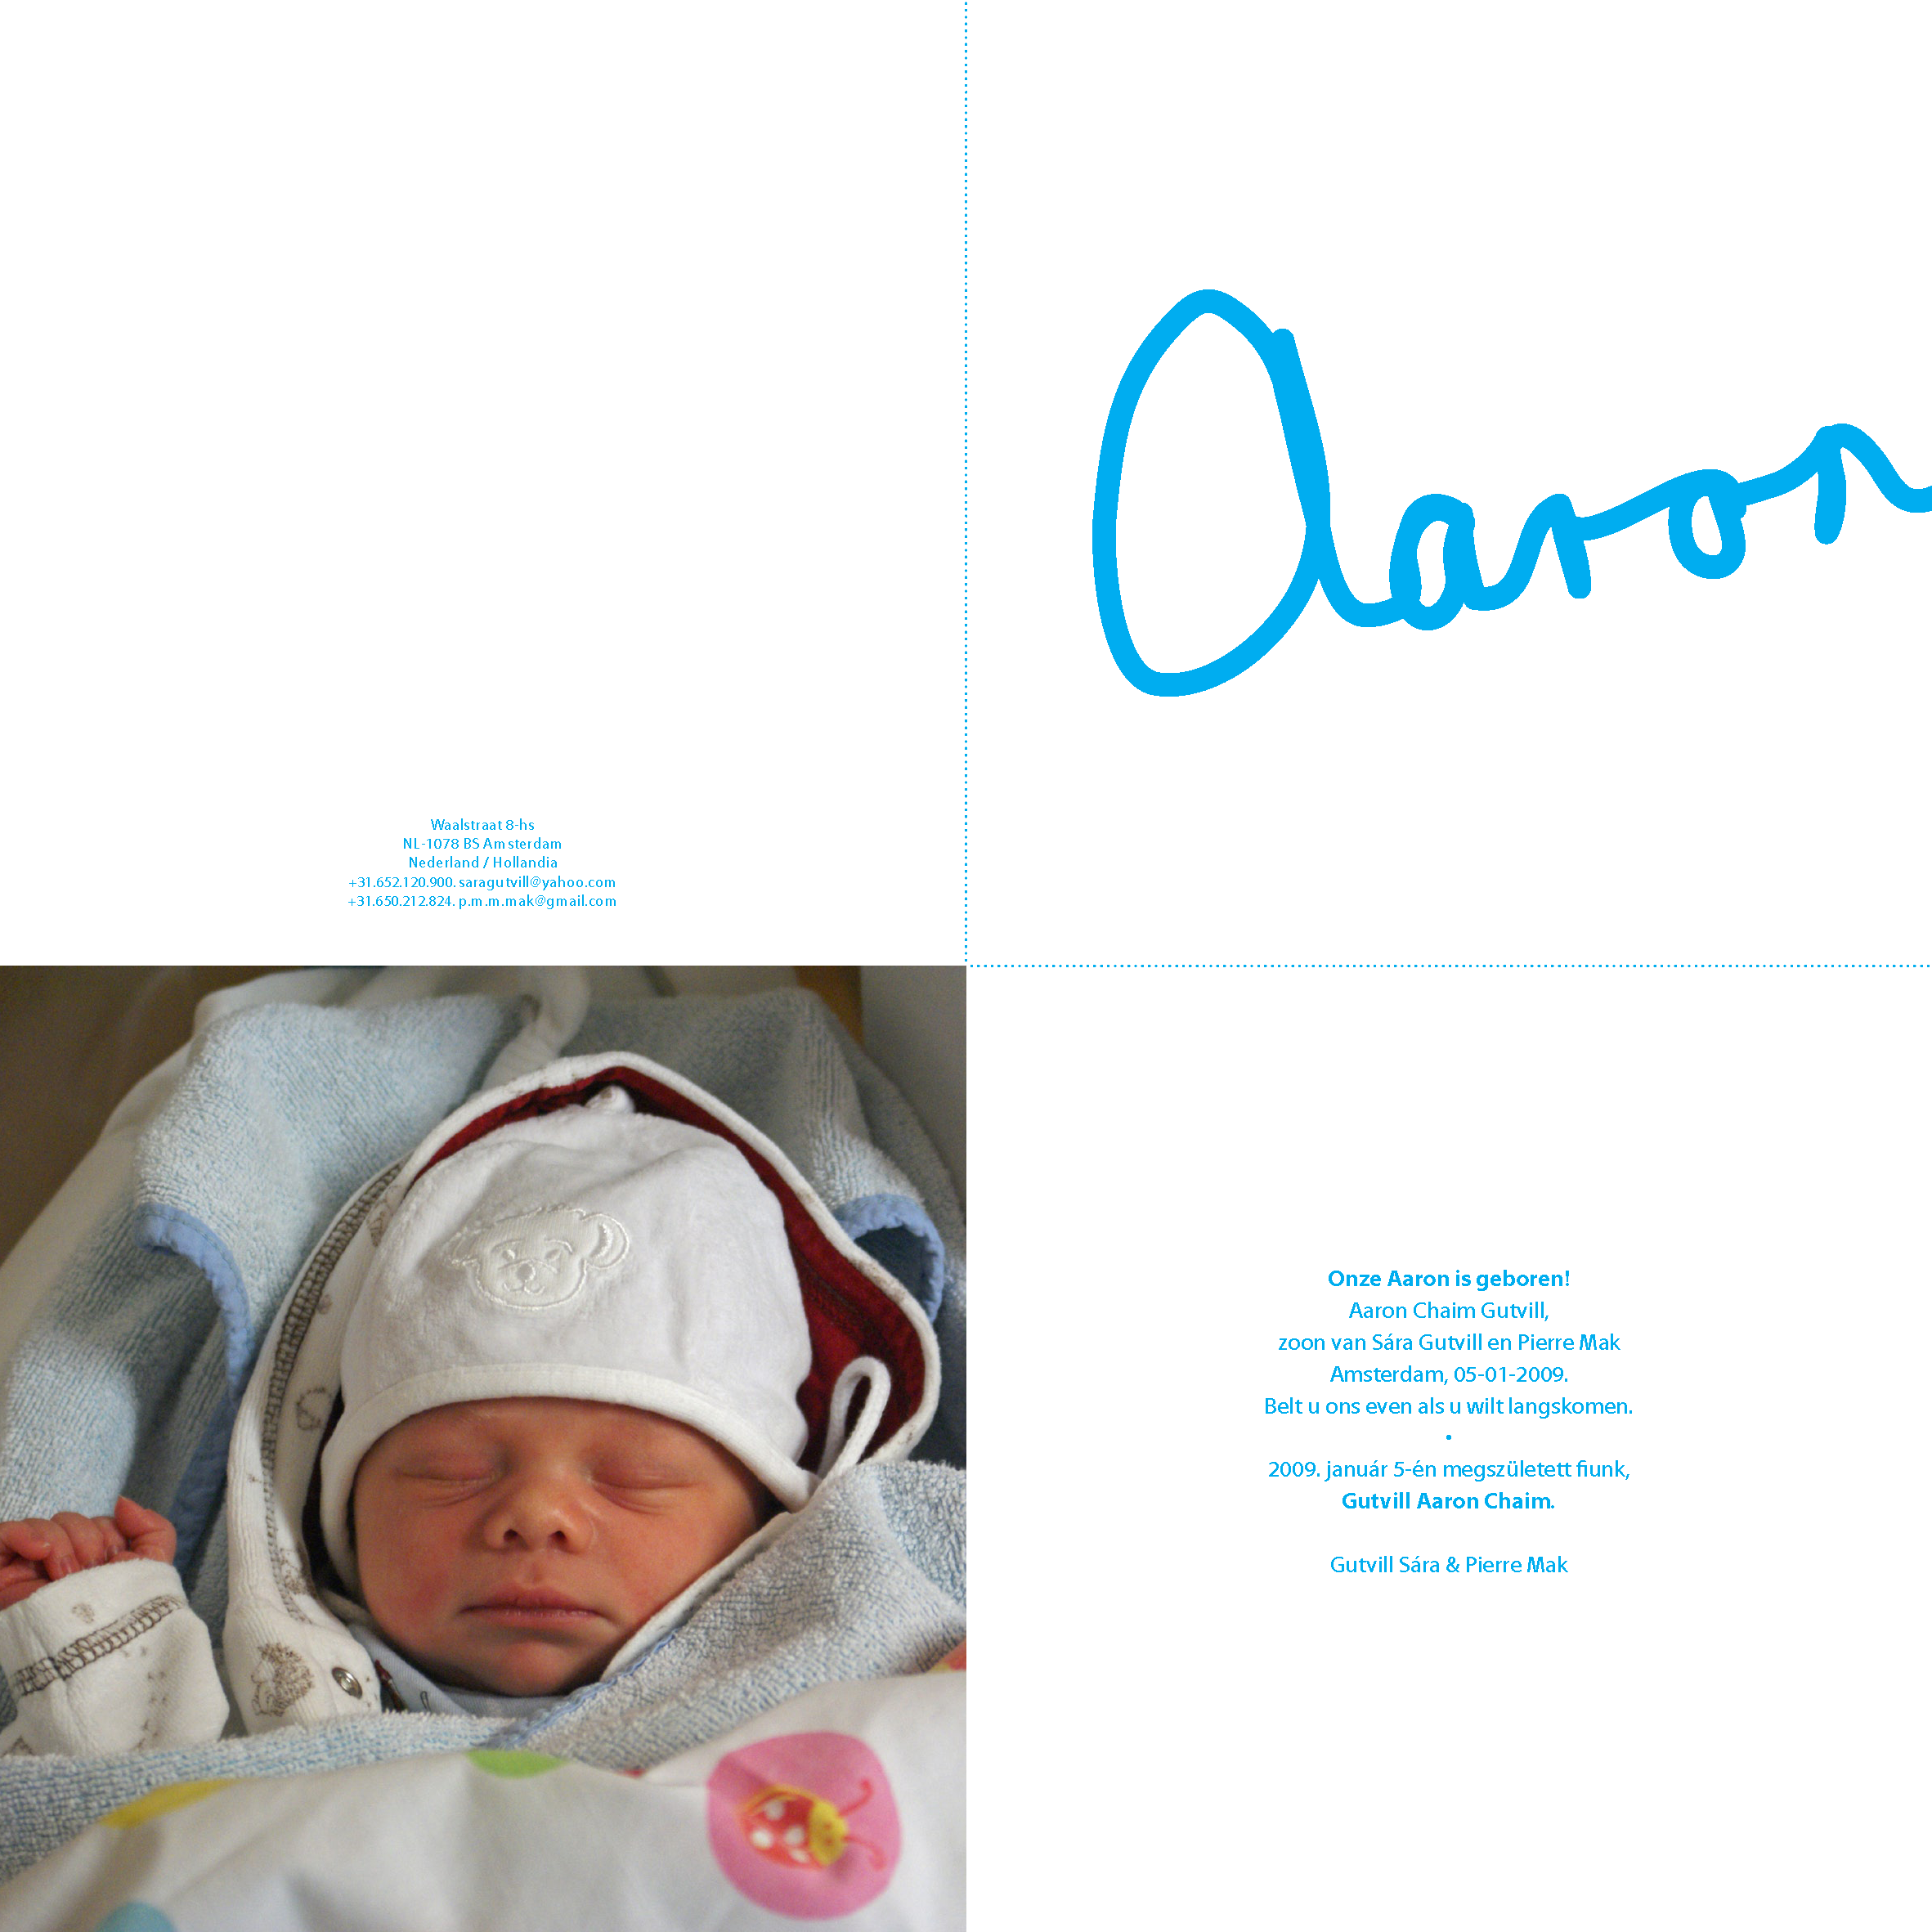 Aaron
Waalstraat 8-hs
NL-1078 BS Amsterdam
Nederland / Hollandia
+31.652.120.900. saragutvill@yahoo.com
+31.650.212.824. p.m.m.mak@gmail.com
Onze Aaron is geboren!
Aaron Chaim Gutvill,
zoon van Sára Gutvill en Pierre Mak
Amsterdam, 05-01-2009.
Belt u ons even als u wilt langskomen.
•
2009. január 5-én megszületett fiunk,
Gutvill Aaron Chaim.
Gutvill Sára & Pierre Mak